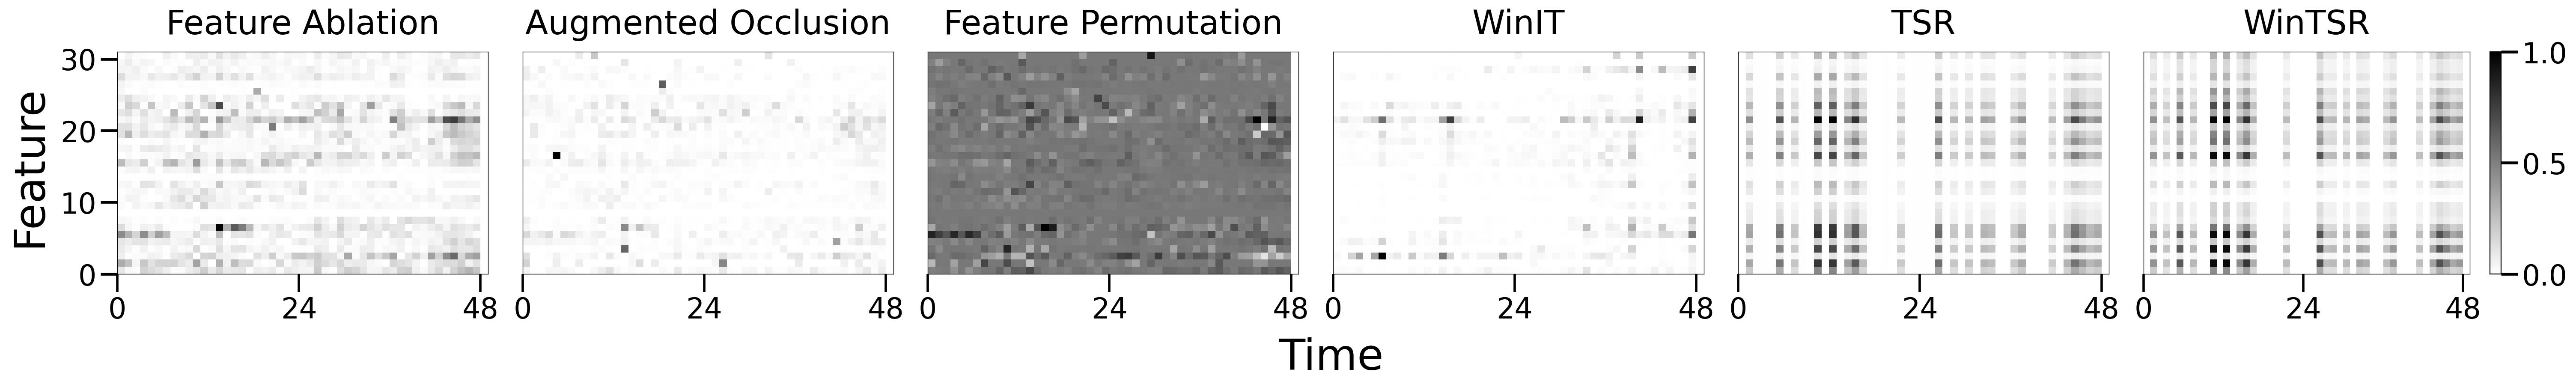 Feature Ablation Augmented Occlusion Feature Permutation WinIT TSR WinTSR
Feature
30
20
10
0
0 24 48 0 24 48 0 24 48 0 24 48 0 24 48 0 24 48
Time
1.0
0.5
0.0